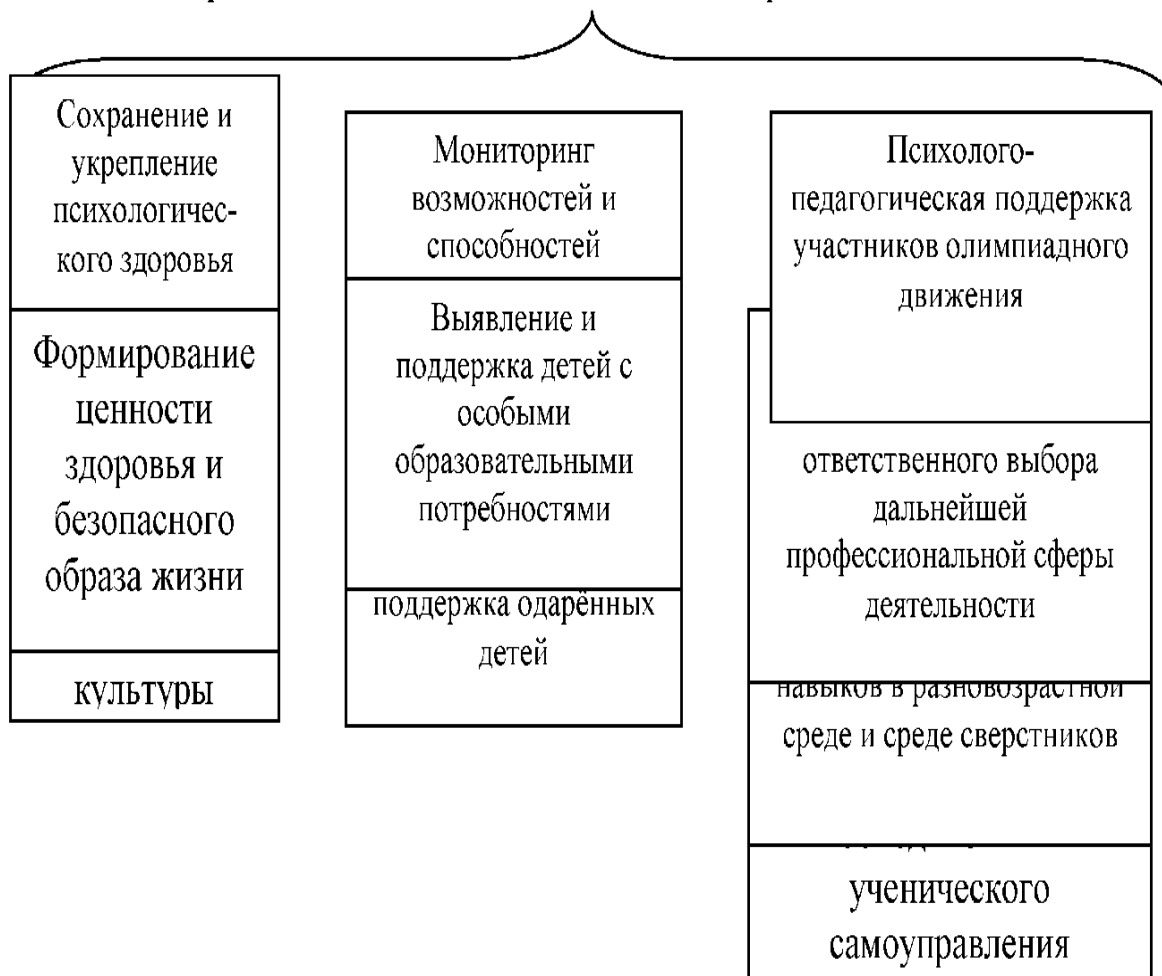 Сохранение и
укрепление
психологичес-
кого здоровья
Формирование
ценности
здоровья и
безопасного
образа жизни
культуры
Мониторинг
возможностей и
способностей
Выявление и
поддержка детей с
особыми
образовательными
потребностями
поддержка одарённых
детей
Психолого-
педагогическая поддержка
участников олимпиадного
движения
ответственного выбора
дальнейшей
профессиональной сферы
деятельности
навыков в разновозрастной
среде и среде сверстников
ученического
самоуправления